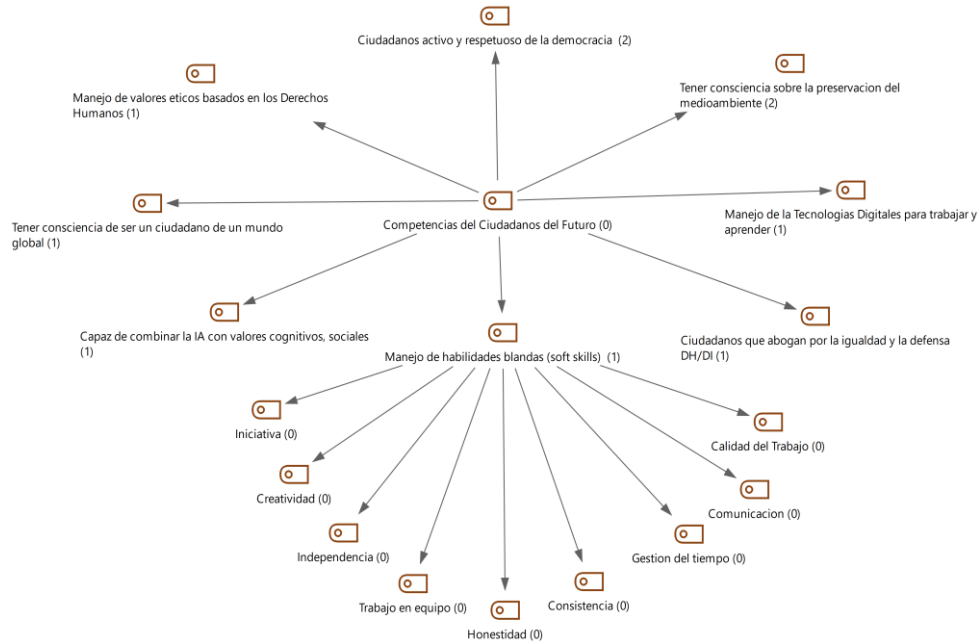 Ciudadanos activo y respetuoso de la democracia (2)
Manejo de valores eticos basados en los Derechos
Humanos (1)
Tener consciencia sobre la preservacion del
medioambiente (2)
Tener consciencia de ser un ciudadano de un mundo
global (1)
Competencias del Ciudadanos del Futuro (0)
Manejo de la Tecnologias Digitales para trabajar y
aprender (1)
Capaz de combinar la IA con valores cognitivos, sociales
(1)
Manejo de habilidades blandas (soft skills) (1)
Ciudadanos que abogan por la igualdad y la defensa
DH/DI (1)
Iniciativa (0)
Calidad del Trabajo (0)
Creatividad (0)
Comunicacion (0)
Independencia (0)
Gestion del tiempo (0)
Trabajo en equipo (0)
Consistencia (0)
Honestidad (0)